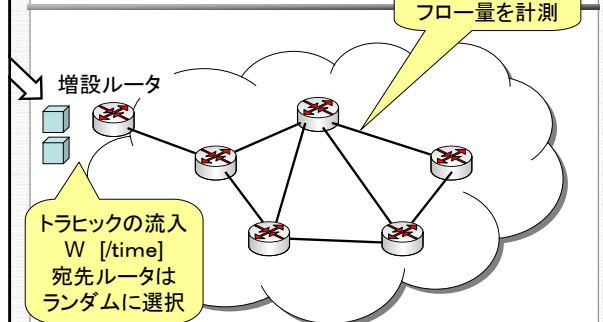 フロー量を計測
増設ルータ
トラヒックの流入
W [/time]
宛先ルータは
ランダムに選択